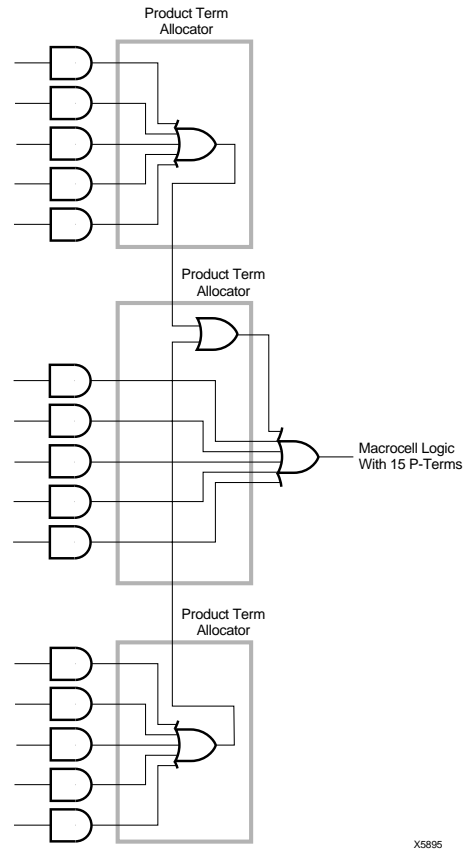 Product Term
Allocator
Product Term
Allocator
Macrocell Logic
With 15 P-Terms
Product Term
Allocator
X5895